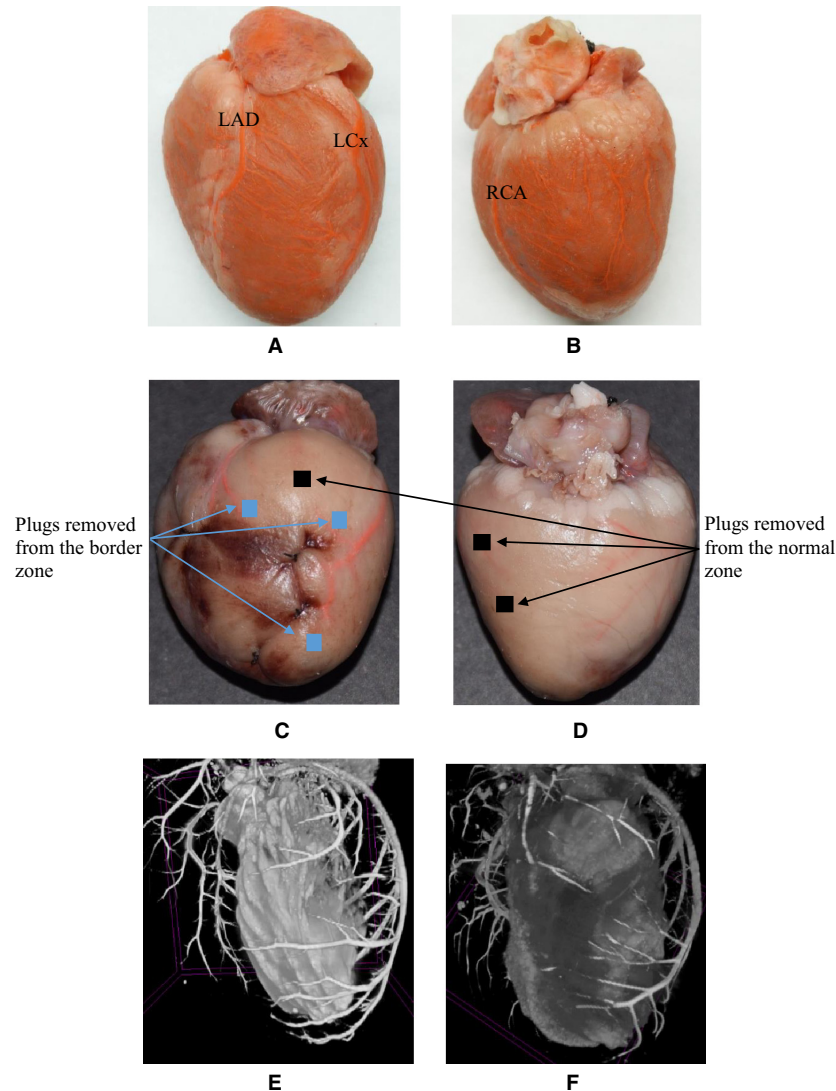 LAD
LCx
RCA
A
B
Plugs removed
from the border
zone
Plugs removed
from the normal
zone
C
D
E
F